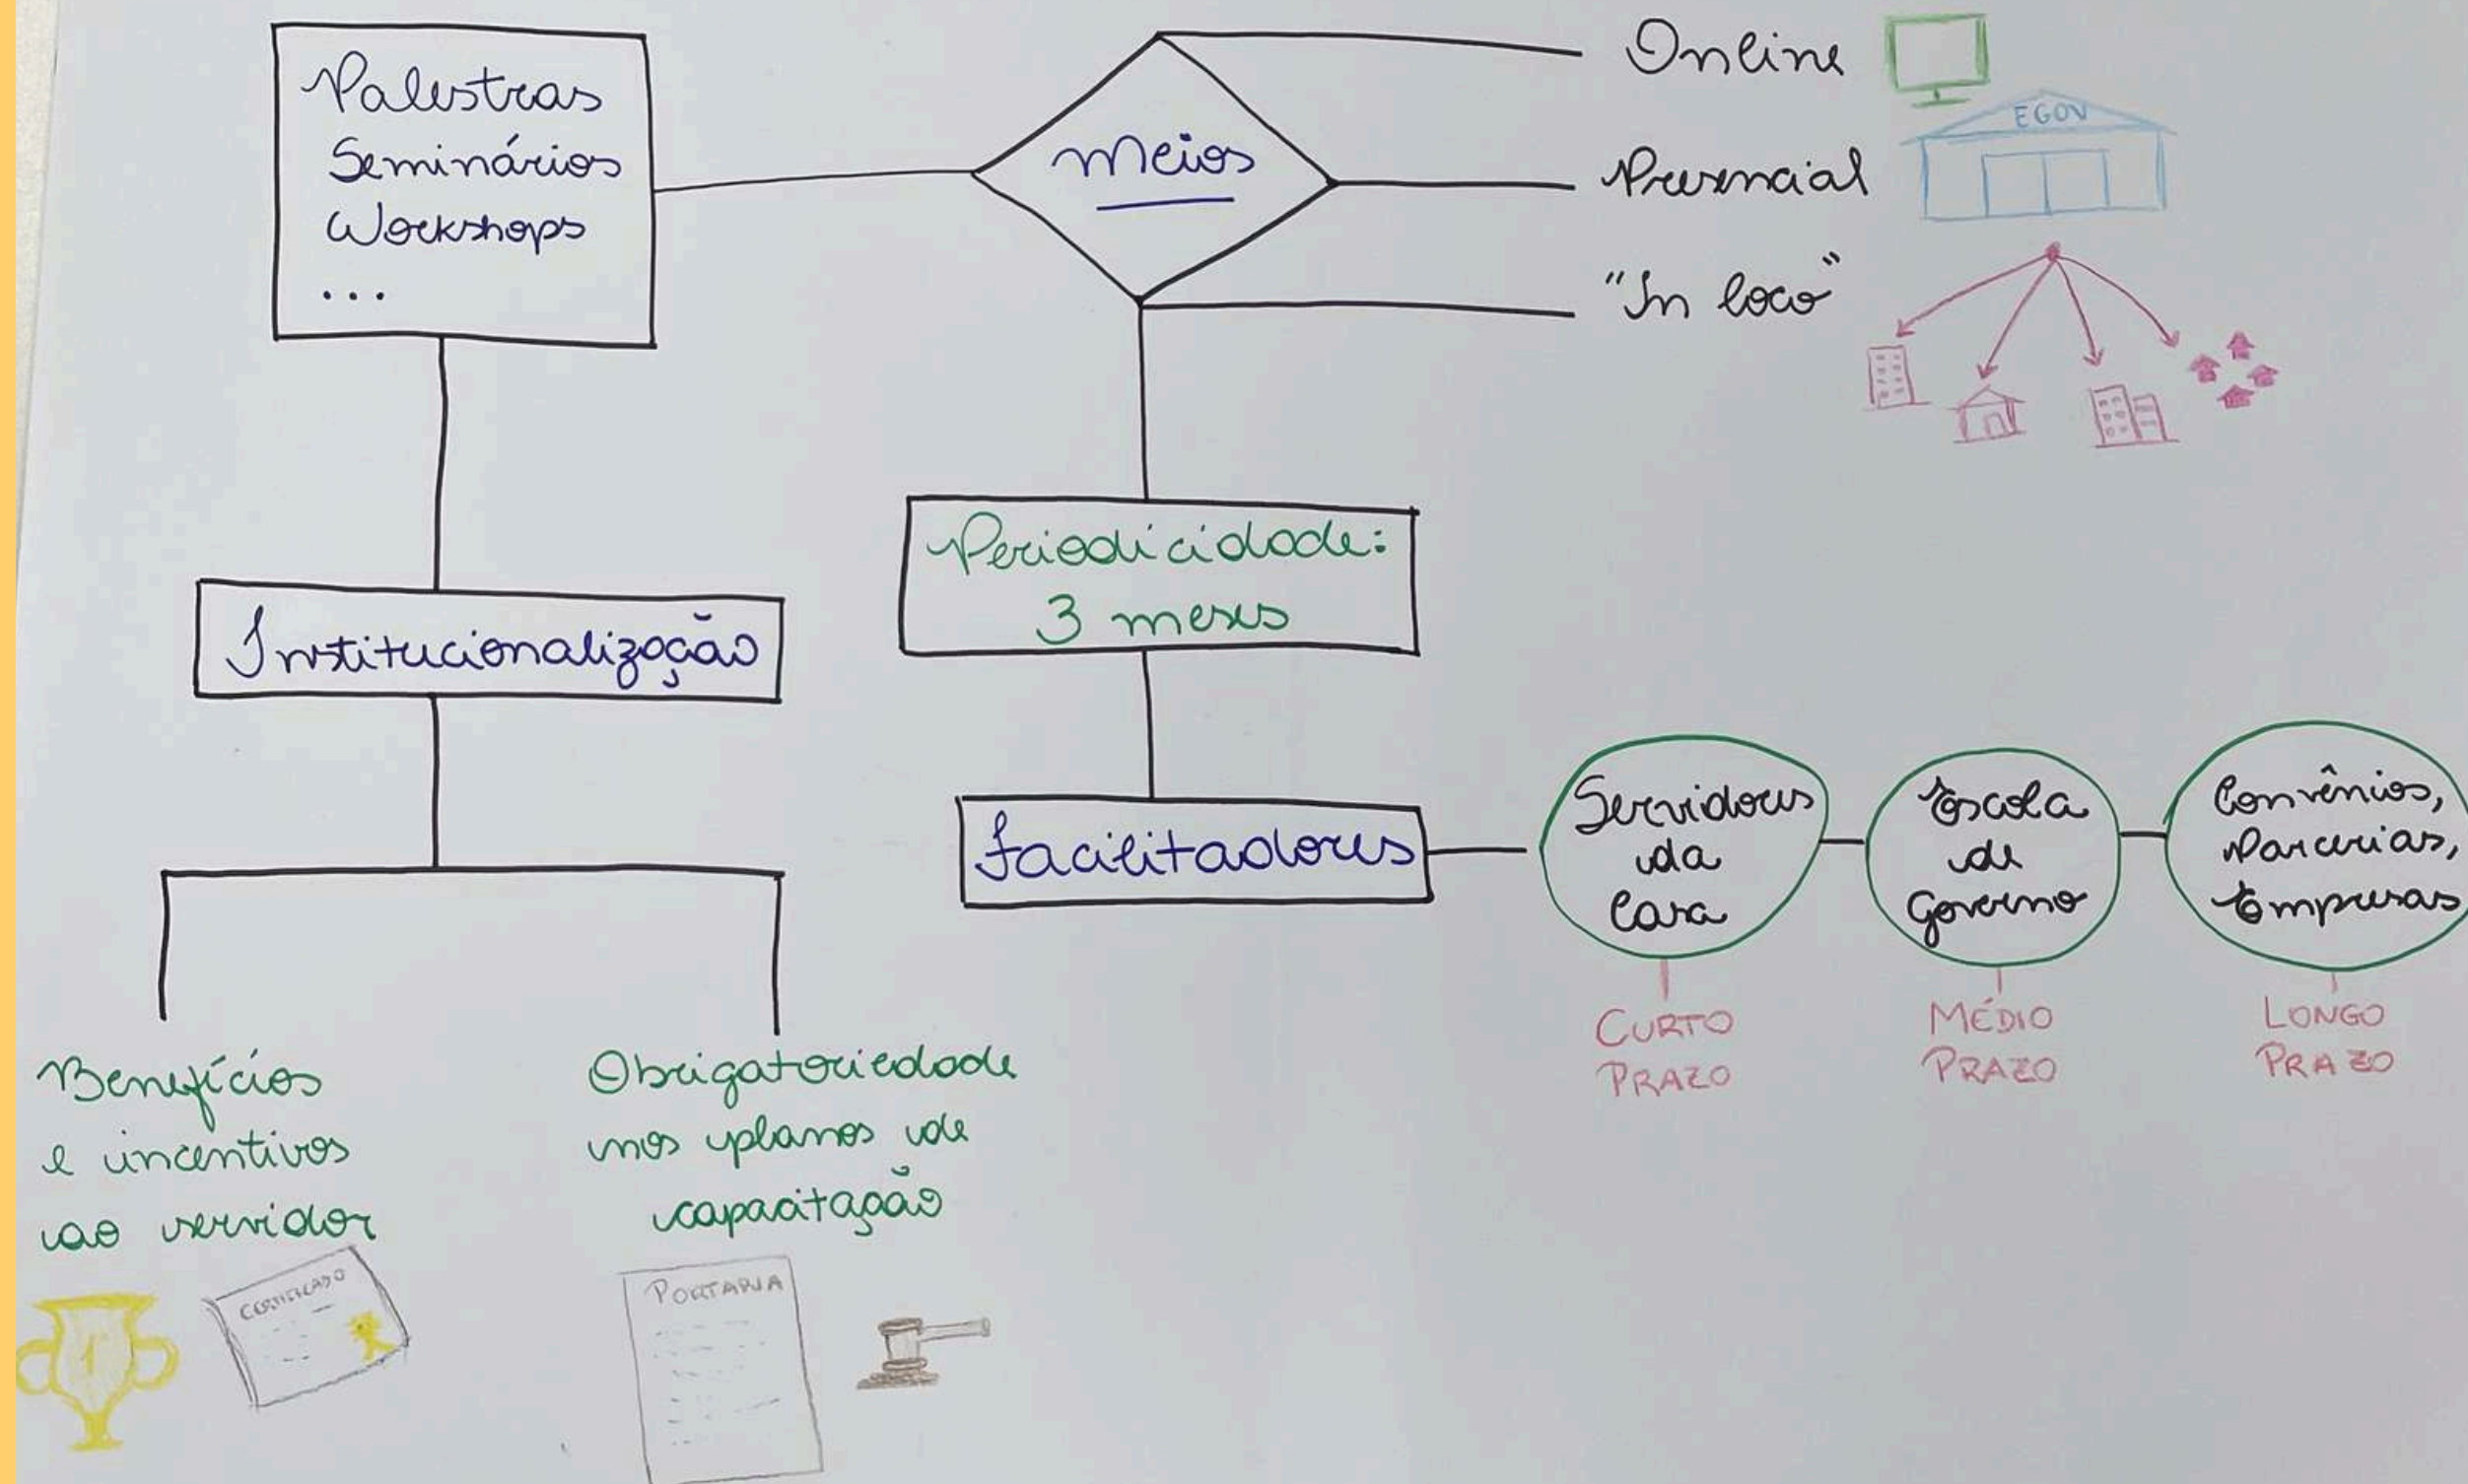 Palestras
Seminários
Workshops
...
meios
Online
EGOV
Presencial
"In loco"
Periodicidade:
3 meses
Institucionalização
facilitadores
Servidores
da
Casa
Escola
de
Governo
Convênios,
Parcerias,
Empresas
CURTO
PRAZO
MÉDIO
PRAZO
LONGO
PRAZO
Benefícios
e incentivos
ao servidor
Obrigatoriedade
nos planos de
capacitação
CERTIFICADO
1
PORTARIA